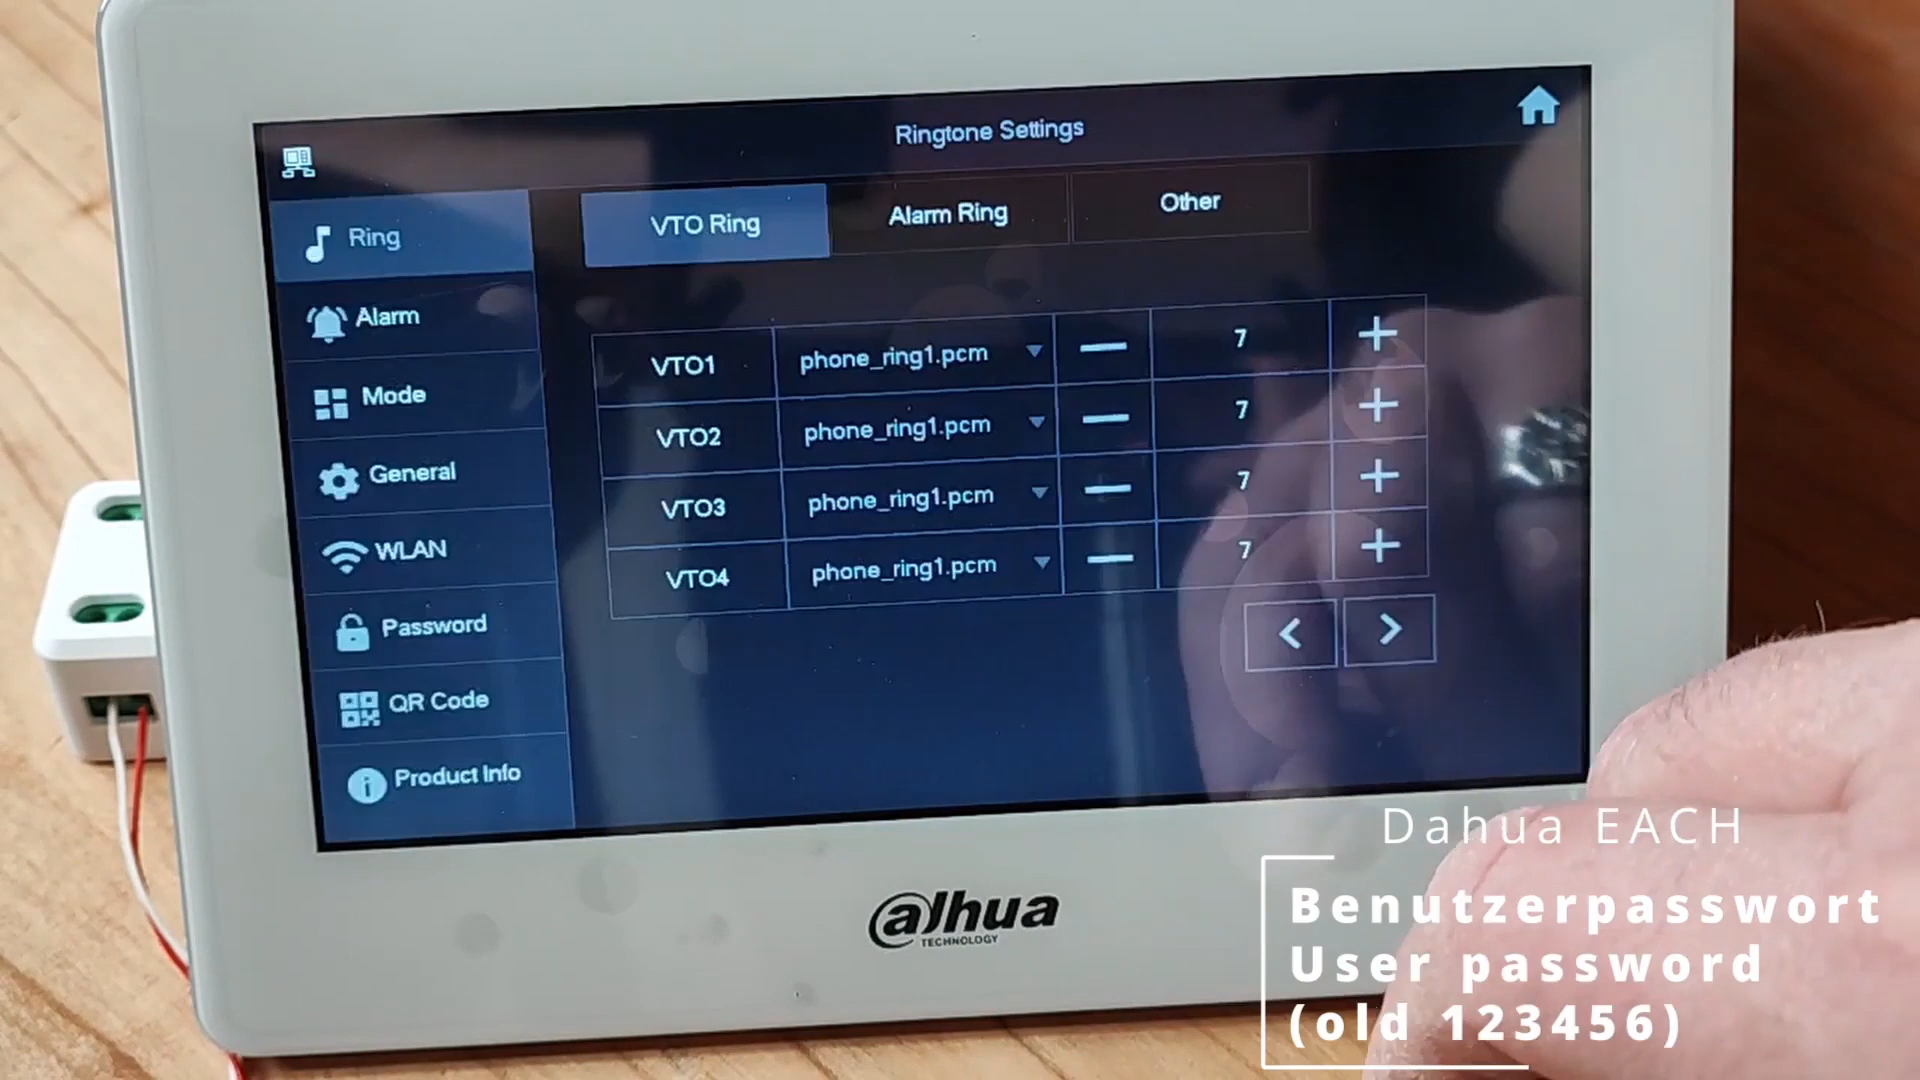 Ringtone Settings
Ring
Alarm
Mode
General
WLAN
Password
QR Code
Product Info
VTO Ring
Alarm Ring
Other
VTO1 phone_ring1.pcm — 7 +
VTO2 phone_ring1.pcm — 7 +
VTO3 phone_ring1.pcm — 7 +
VTO4 phone_ring1.pcm — 7 +
< >
alhua
TECHNOLOGY
Dahua EACH
Benutzerpasswort
User password
(old 123456)